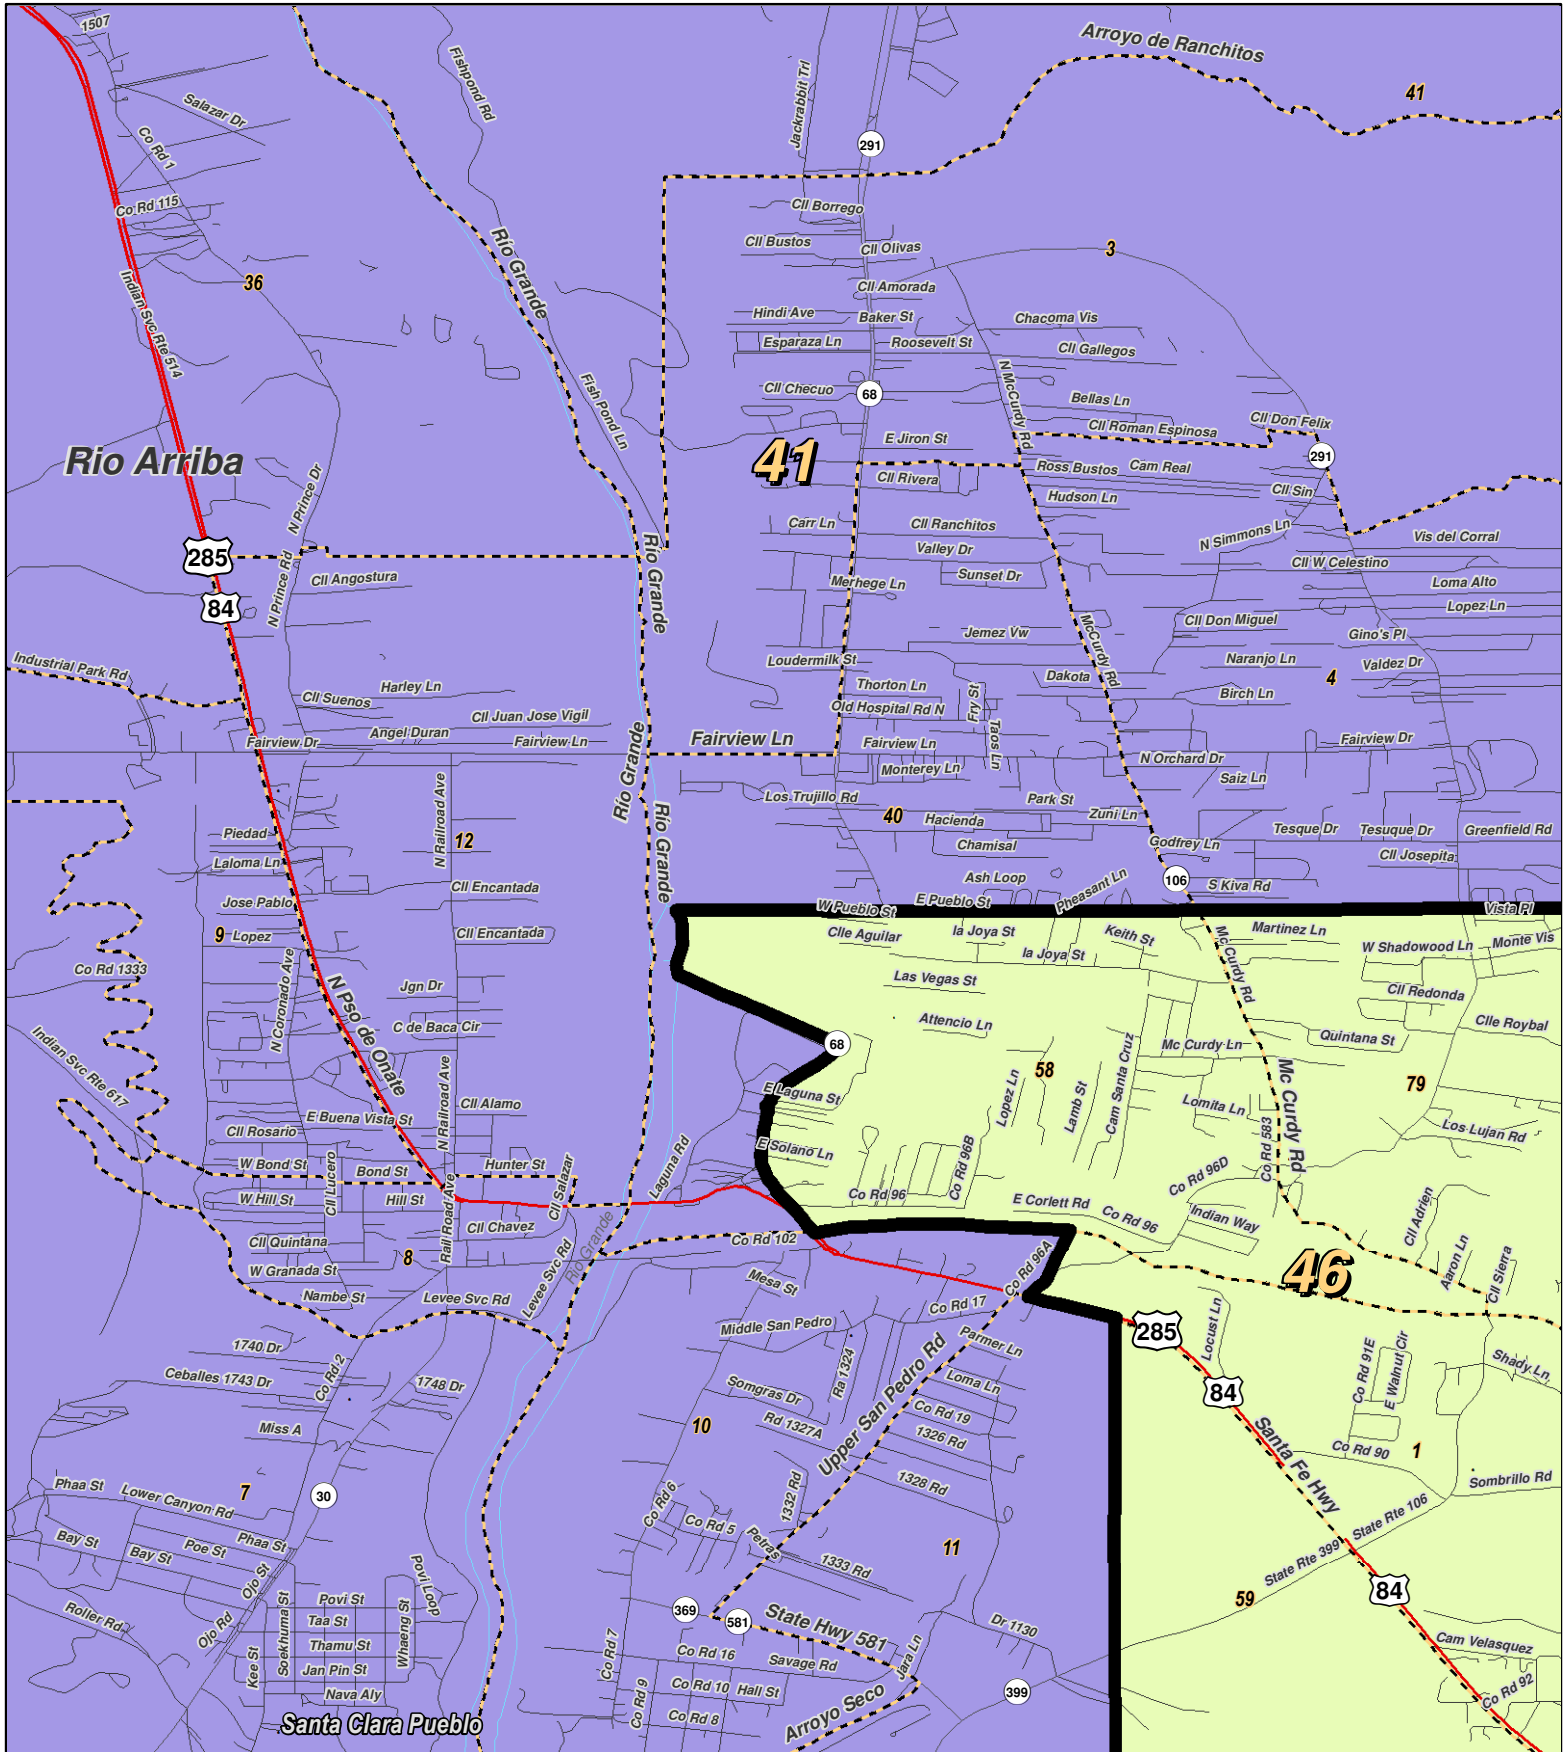 1507
Salazar Dr
Co Rd 1
Co Rd 115
Indian Svc Rte 514
36
Fishpond Rd
Rio Grande
Fish Pond Ln
Jackrabbit Trl
291
Arroyo de Ranchitos
41
Cll Borrego
Cll Bustos
Cll Olivas
3
Cll Amorada
Hindi Ave
Baker St
Chacoma Vis
Esparaza Ln
Roosevelt St
Cll Gallegos
Cll Checuo
68
N McCurdy Rd
Bellas Ln
Cll Roman Espinosa
Cll Don Felix
Rio Arriba
41
E Jiron St
291
Ross Bustos
Cam Real
Cll Rivera
Hudson Ln
Cll Sin
N Prince Dr
Carr Ln
Cll Ranchitos
N Simmons Ln
Vis del Corral
285
Rio Grande
Valley Dr
Cll W Celestino
N Prince Rd
Cll Angostura
Merhege Ln
Sunset Dr
Loma Alto
84
Lopez Ln
Cll Don Miguel
Jemez Vw
McCurdy Rd
Gino's Pl
Industrial Park Rd
Loudermilk St
Naranjo Ln
Valdez Dr
4
Harley Ln
Cll Suenos
Thorton Ln
Fry St
Dakota
Birch Ln
Old Hospital Rd N
Cll Juan Jose Vigil
Angel Duran
Taos Ln
Fairview Dr
Fairview Ln
Rio Grande
Fairview Ln
Fairview Ln
Fairview Dr
N Orchard Dr
Monterey Ln
Saiz Ln
N Railroad Ave
Los Trujillo Rd
Park St
Rio Grande
40
Hacienda
Zuni Ln
Piedad
12
Tesque Dr
Tesuque Dr
Greenfield Rd
Chamisal
Godfrey Ln
Laloma Ln
Cll Josepita
Ash Loop
Pheasant Ln
106
S Kiva Rd
Cll Encantada
Jose Pablo
W Pueblo St
E Pueblo St
Vista Pl
9
Lopez
Cll Encantada
Clle Aguilar
la Joya St
Keith St
Martinez Ln
la Joya St
W Shadowood Ln
Monte Vis
Co Rd 1333
N Coronado Ave
N Pso de Onate
Jgn Dr
Las Vegas St
Mc Curdy Rd
Cll Redonda
C de Baca Cir
Attencio Ln
Clle Roybal
Indian Svc Rte 617
68
Mc Curdy Ln
Quintana St
58
79
Lopez Ln
Lamb St
Cam Santa Cruz
Mc Curdy Rd
E Laguna St
Cll Alamo
Lomita Ln
E Buena Vista St
N Railroad Ave
Los Lujan Rd
Cll Rosario
E Solano Ln
Co Rd 96B
Co Rd 583
W Bond St
Bond St
Hunter St
Cll Salazar
Laguna Rd
Co Rd 96D
W Hill St
Cll Lucero
Hill St
Co Rd 96
E Corlett Rd
Co Rd 96
Indian Way
Cll Adrien
Rail Road Ave
Cll Chavez
Cll Quintana
8
Co Rd 102
Co Rd 96A
Aaron Ln
Cll Sierra
46
W Granada St
Levee Svc Rd
Rio Grande
Mesa St
Nambe St
Levee Svc Rd
Co Rd 17
Locust Ln
Middle San Pedro
285
1740 Dr
Parmer Ln
Ceballes 1743 Dr
Co Rd 2
1748 Dr
Ra 1324
Upper San Pedro Rd
Loma Ln
84
Co Rd 91E
E Walnut Cir
Shady Ln
Somgras Dr
Co Rd 19
Miss A
10
Rd 1327A
1326 Rd
Santa Fe Hwy
Co Rd 90
1
1328 Rd
Sombrillo Rd
Phaa St
Lower Canyon Rd
7
30
Co Rd 6
1332 Rd
State Rte 106
Co Rd 5
Petras
Bay St
Bay St
Poe St
Phaa St
11
State Rte 399
1333 Rd
Ojo St
Povi Loop
84
59
Roller Rd
Ojo Rd
Soekhuma St
Povi St
Taa St
Whaeng St
369
581
State Hwy 581
Dr 1130
Thamu St
Co Rd 7
Co Rd 16
Savage Rd
Jara Ln
Cam Velasquez
Kee St
Jan Pin St
Co Rd 9
Co Rd 10
Hall St
399
Co Rd 92
Nava Aly
Co Rd 8
Arroyo Seco
Santa Clara Pueblo